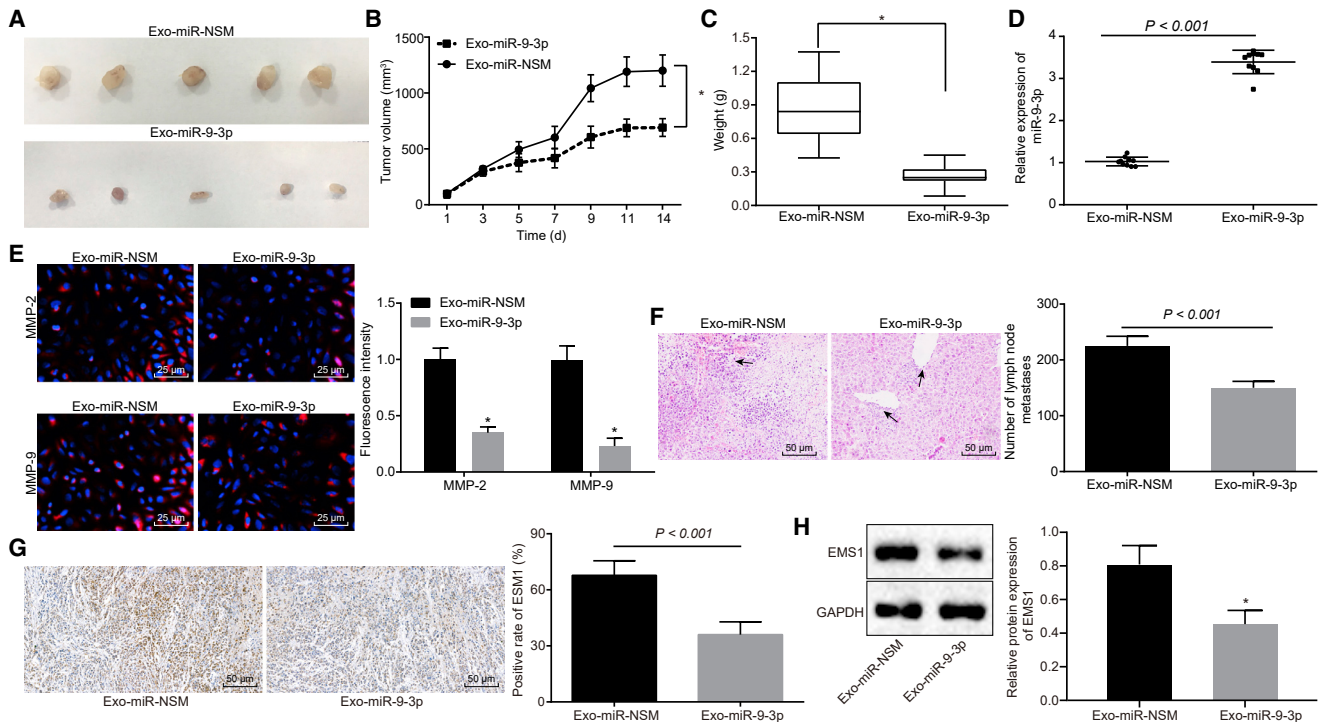 A
Exo-miR-NSM
Exo-miR-9-3p
B
Tumor volume (mm³)
1500
1000
500
0
Exo-miR-9-3p
Exo-miR-NSM
*
1 3 5 7 9 11 14
Time (d)
C
Weight (g)
1.5
1.2
0.9
0.6
0.3
0.0
*
Exo-miR-NSM Exo-miR-9-3p
D
Relative expression of
miR-9-3p
4
3
2
1
0
P < 0.001
Exo-miR-NSM Exo-miR-9-3p
E
Exo-miR-NSM Exo-miR-9-3p
MMP-2
25 µm 25 µm
Exo-miR-NSM Exo-miR-9-3p
MMP-9
25 µm 25 µm
Fluoresoence intensity
1.5
1.0
0.5
0.0
Exo-miR-NSM
Exo-miR-9-3p
* *
MMP-2 MMP-9
F
Exo-miR-NSM Exo-miR-9-3p
50 µm 50 µm
Number of lymph node
metastases
300
200
100
0
P < 0.001
Exo-miR-NSM Exo-miR-9-3p
G
50 µm 50 µm
Exo-miR-NSM Exo-miR-9-3p
Positive rate of ESM1 (%)
90
60
30
0
P < 0.001
Exo-miR-NSM Exo-miR-9-3p
H
EMS1
GAPDH
Exo-miR-NSM
Exo-miR-9-3p
Relative protein expression
of EMS1
1.0
0.8
0.6
0.4
0.2
0.0
*
Exo-miR-NSM Exo-miR-9-3p